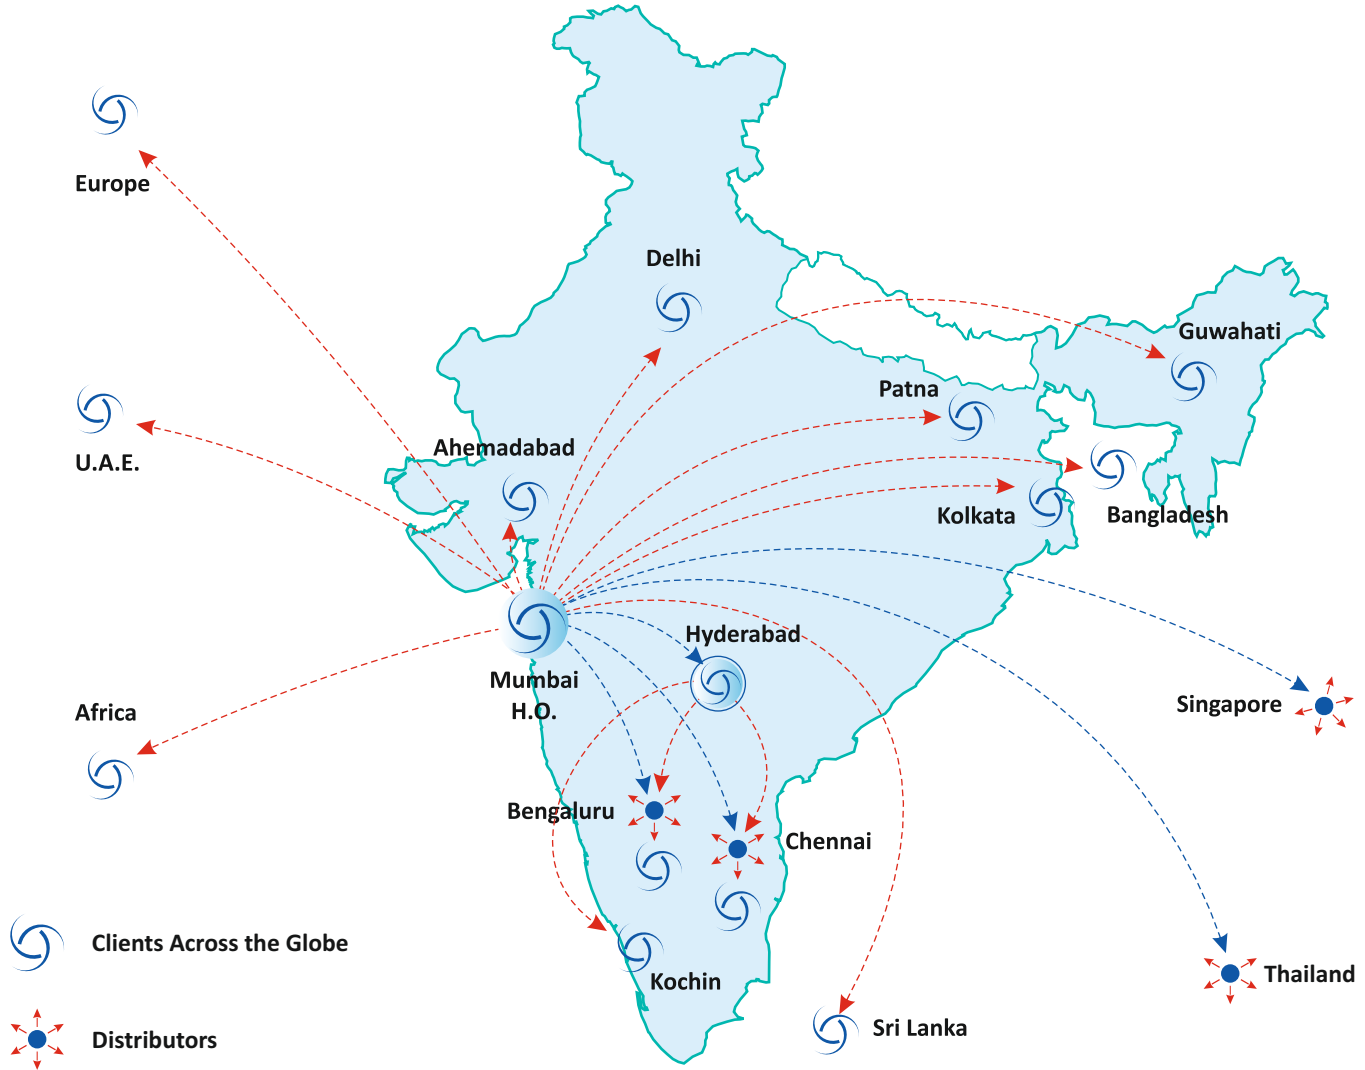 Europe
Delhi
Guwahati
Patna
Ahemadabad
U.A.E.
Kolkata
Bangladesh
Hyderabad
Mumbai
H.O.
Singapore
Africa
Bengaluru
Chennai
Clients Across the Globe
Thailand
Kochin
Sri Lanka
Distributors